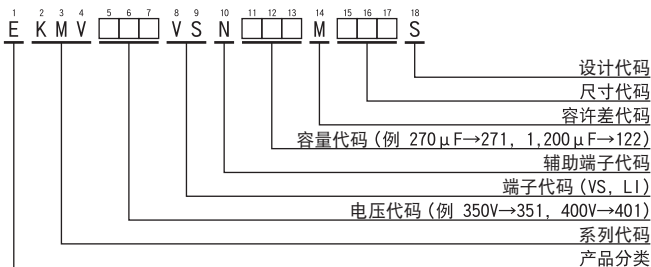 1 2 3 4 5 6 7 8 9 10 11 12 13 14 15 16 17 18
E K M V □□□ V S N □□□ M □□□ S
设计代码
尺寸代码
容许差代码
容量代码(例 270μF→271, 1,200μF→122)
辅助端子代码
端子代码(VS, LI)
电压代码(例 350V→351, 400V→401)
系列代码
产品分类